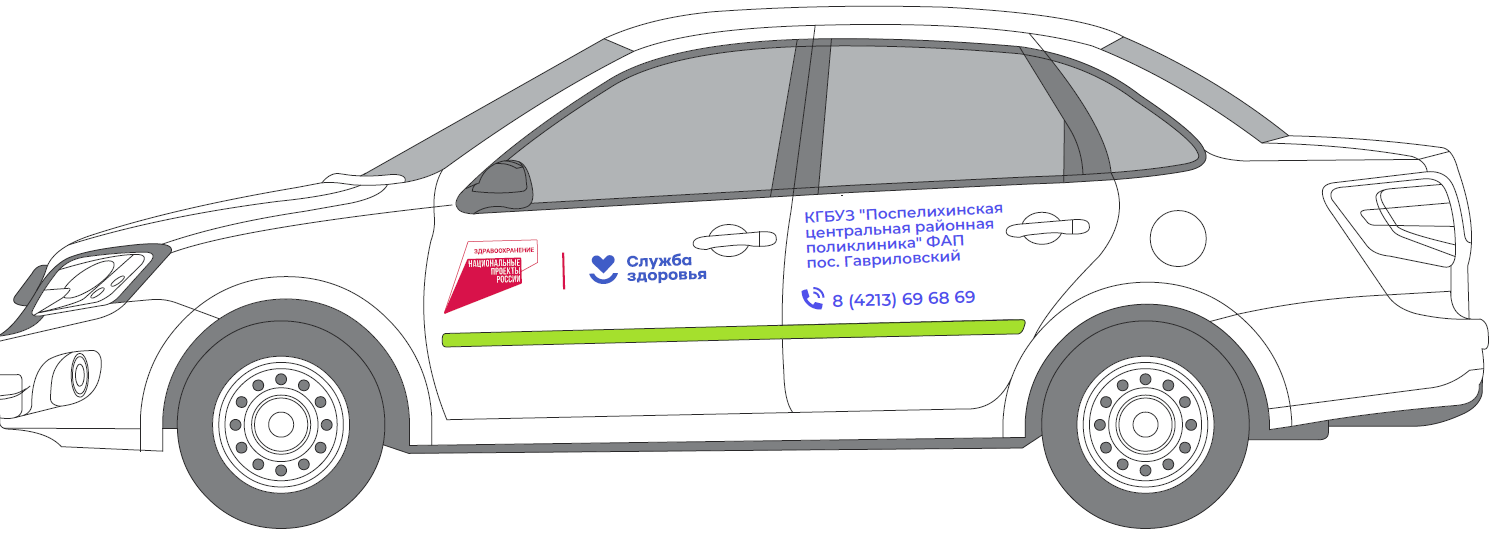 ЗДРАВООХРАНЕНИЕ
НАЦИОНАЛЬНЫЕ
ПРОЕКТЫ
РОССИИ
Служба
здоровья
КГБУЗ "Поспелихинская
центральная районная
поликлиника" ФАП
пос. Гавриловский
8 (4213) 69 68 69